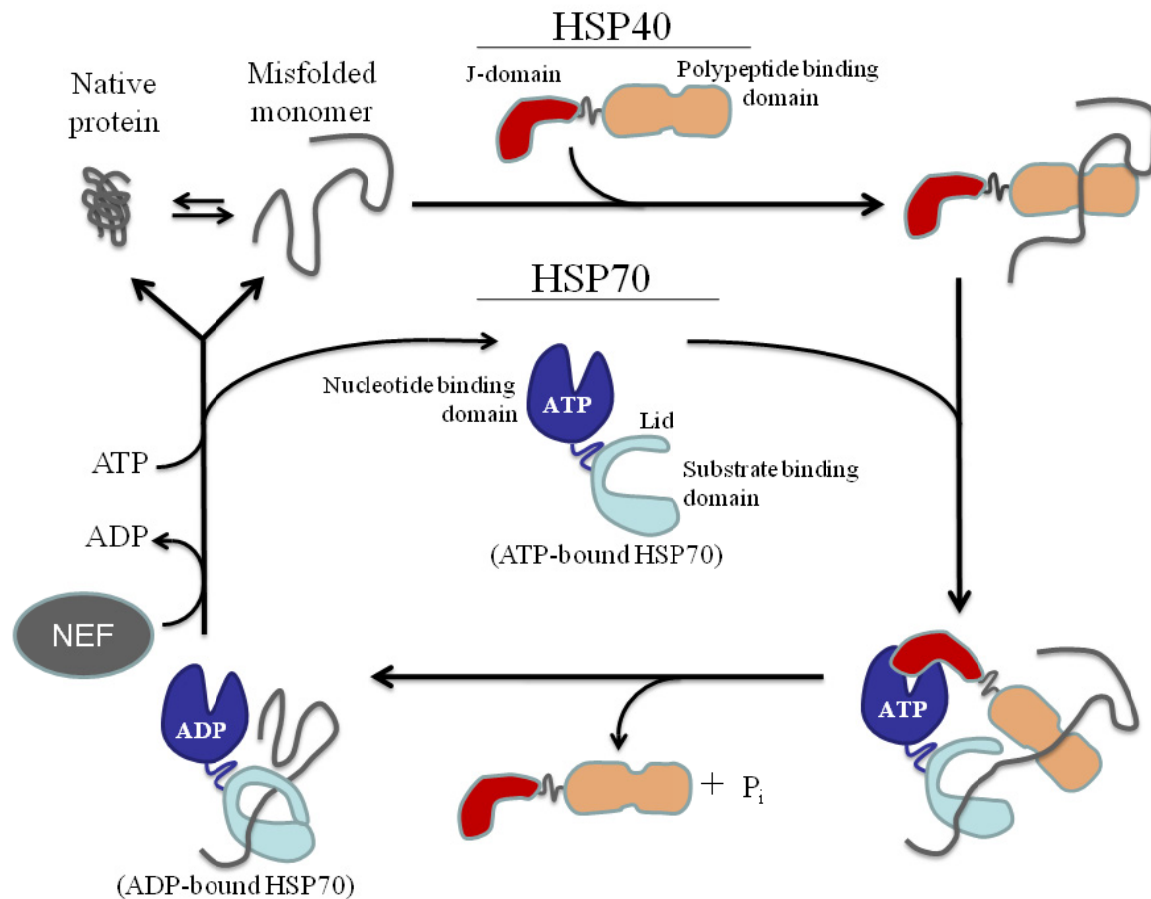 HSP40
J-domain
Polypeptide binding
domain
Native
protein
Misfolded
monomer
HSP70
Nucleotide binding
domain
ATP
Lid
Substrate binding
domain
(ATP-bound HSP70)
ATP
ADP
NEF
ADP
(ADP-bound HSP70)
+ Pi
ATP